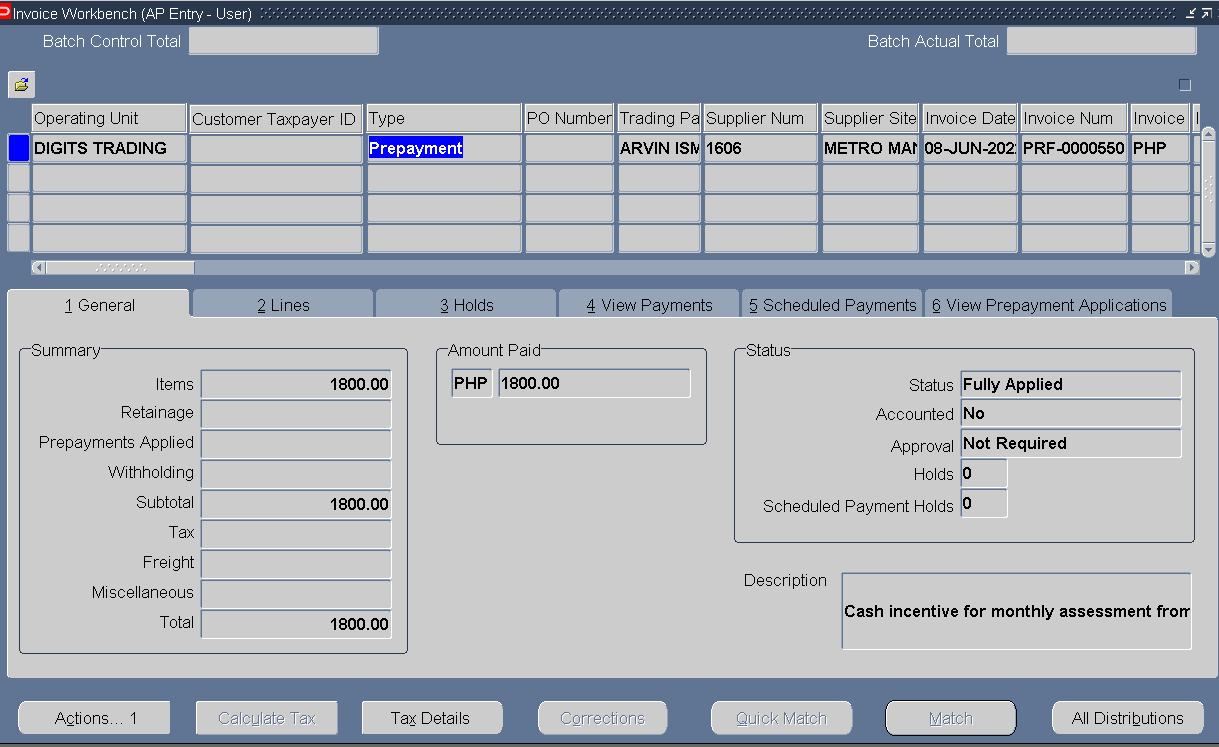 Invoice Workbench (AP Entry - User)
Batch Control Total
Batch Actual Total
Operating Unit Customer Taxpayer ID Type PO Number Trading Pa Supplier Num Supplier Site Invoice Date Invoice Num Invoice
DIGITS TRADING Prepayment ARVIN ISM 1606 METRO MAN 08-JUN-202 PRF-0000550 PHP
1 General 2 Lines 3 Holds 4 View Payments 5 Scheduled Payments 6 View Prepayment Applications
Summary Amount Paid Status
Items 1800.00 PHP 1800.00 Status Fully Applied
Retainage Accounted No
Prepayments Applied Approval Not Required
Withholding Holds 0
Subtotal 1800.00 Scheduled Payment Holds 0
Tax
Freight
Miscellaneous Description
Total 1800.00 Cash incentive for monthly assessment from
Actions... 1 Calculate Tax Tax Details Corrections Quick Match Match All Distributions